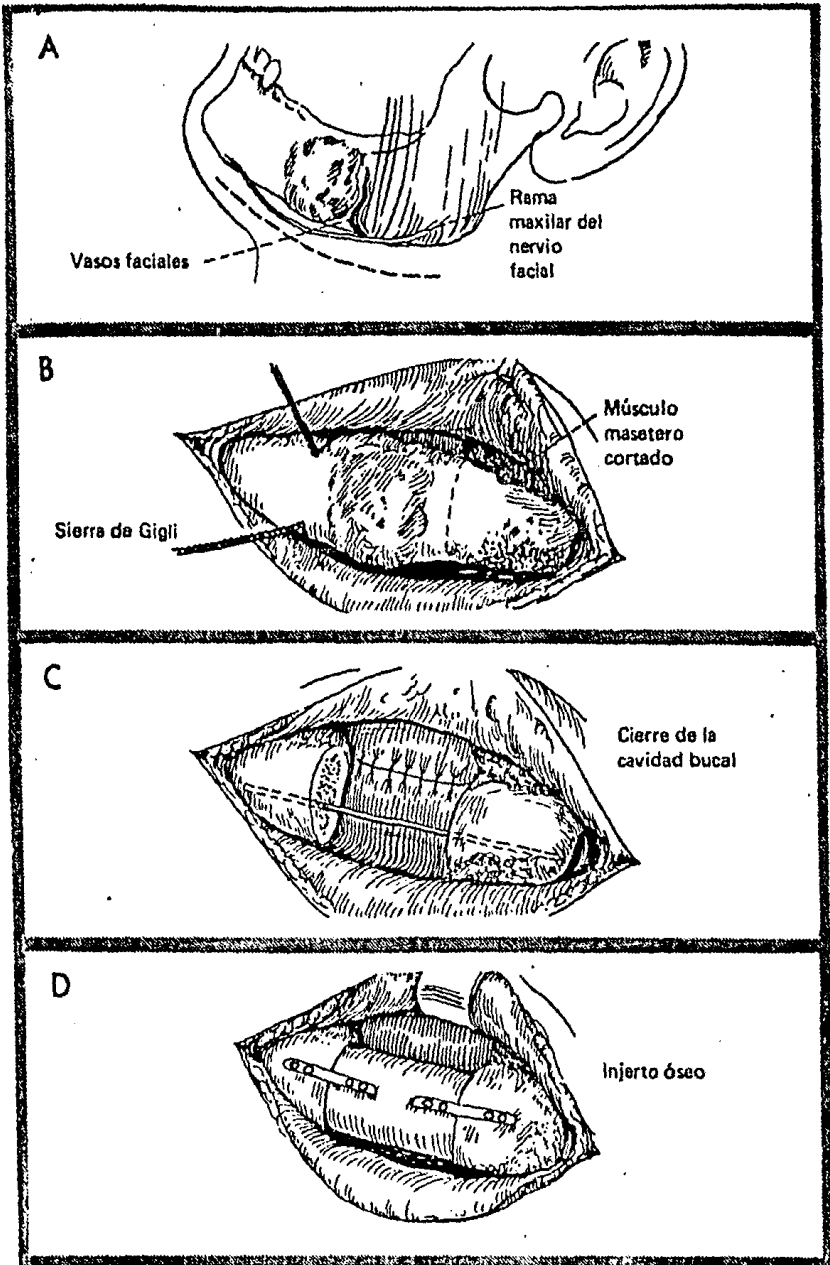 A
Rama
maxilar del
nervio
facial
Vasos faciales
B
Músculo
masetero
cortado
Sierra de Gigli
C
Cierre de la
cavidad bucal
D
Injerto óseo